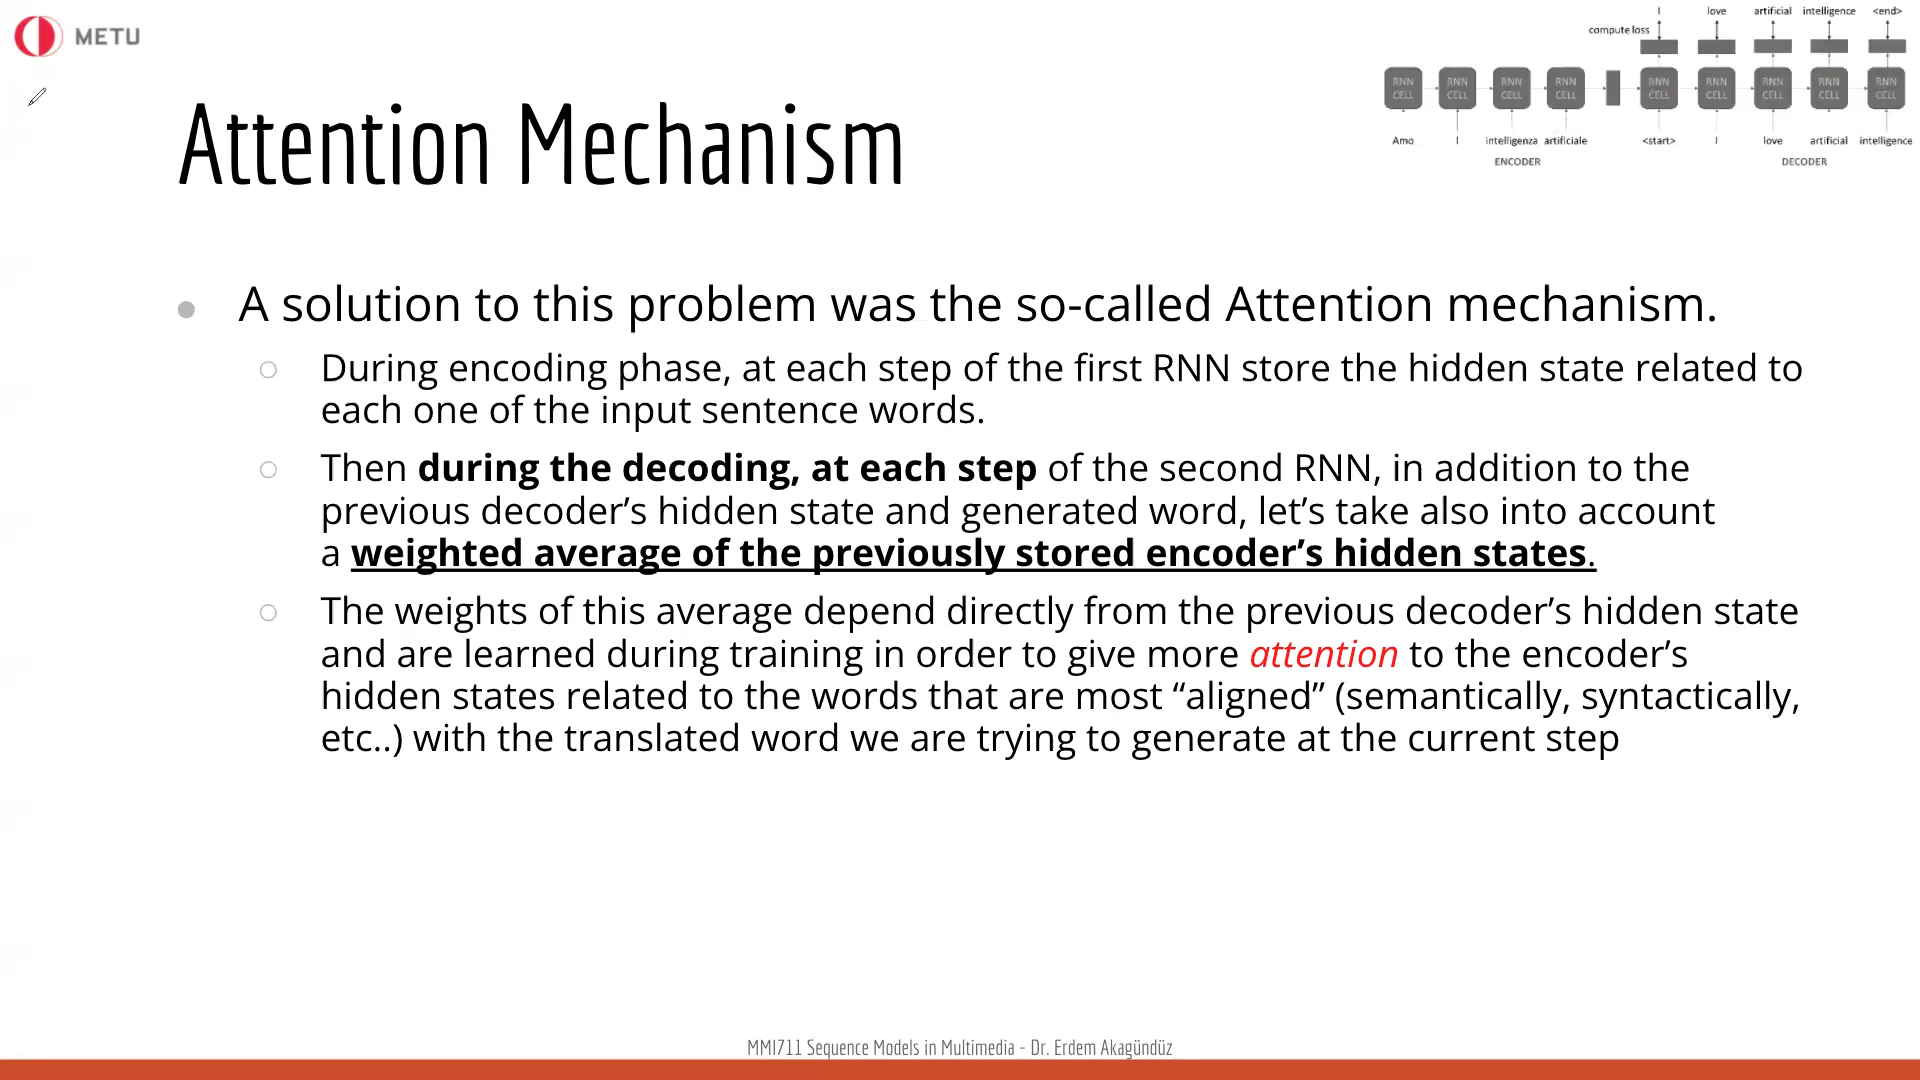 METU
I love artificial intelligence <end>
compute loss
RNN CELL RNN CELL RNN CELL RNN CELL RNN CELL RNN CELL RNN CELL RNN CELL RNN CELL
Amo l intelligenza artificiale <start> I love artificial intelligence
ENCODER DECODER
Attention Mechanism
A solution to this problem was the so-called Attention mechanism.
During encoding phase, at each step of the first RNN store the hidden state related to
each one of the input sentence words.
Then during the decoding, at each step of the second RNN, in addition to the
previous decoder’s hidden state and generated word, let’s take also into account
a weighted average of the previously stored encoder’s hidden states.
The weights of this average depend directly from the previous decoder’s hidden state
and are learned during training in order to give more attention to the encoder’s
hidden states related to the words that are most “aligned” (semantically, syntactically,
etc..) with the translated word we are trying to generate at the current step
MMI711 Sequence Models in Multimedia - Dr. Erdem Akagündüz